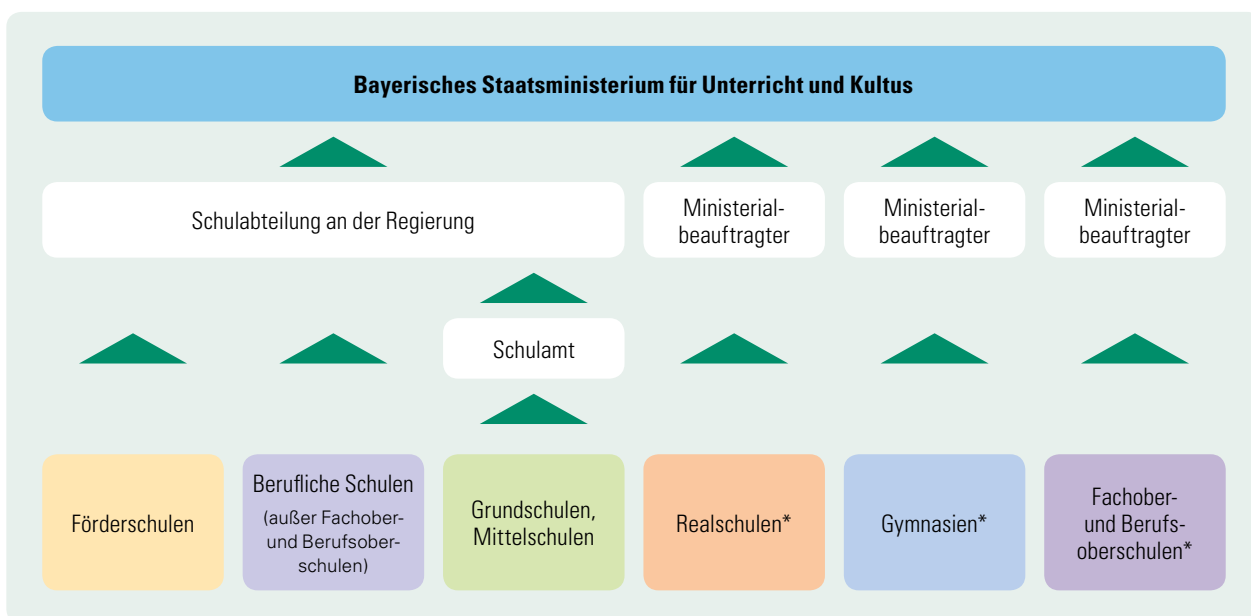 Bayerisches Staatsministerium für Unterricht und Kultus
Schulabteilung an der Regierung
Ministerial-
beauftragter
Ministerial-
beauftragter
Ministerial-
beauftragter
Schulamt
Förderschulen
Berufliche Schulen
(außer Fachober-
und Berufsober-
schulen)
Grundschulen,
Mittelschulen
Realschulen*
Gymnasien*
Fachober-
und Berufs-
oberschulen*